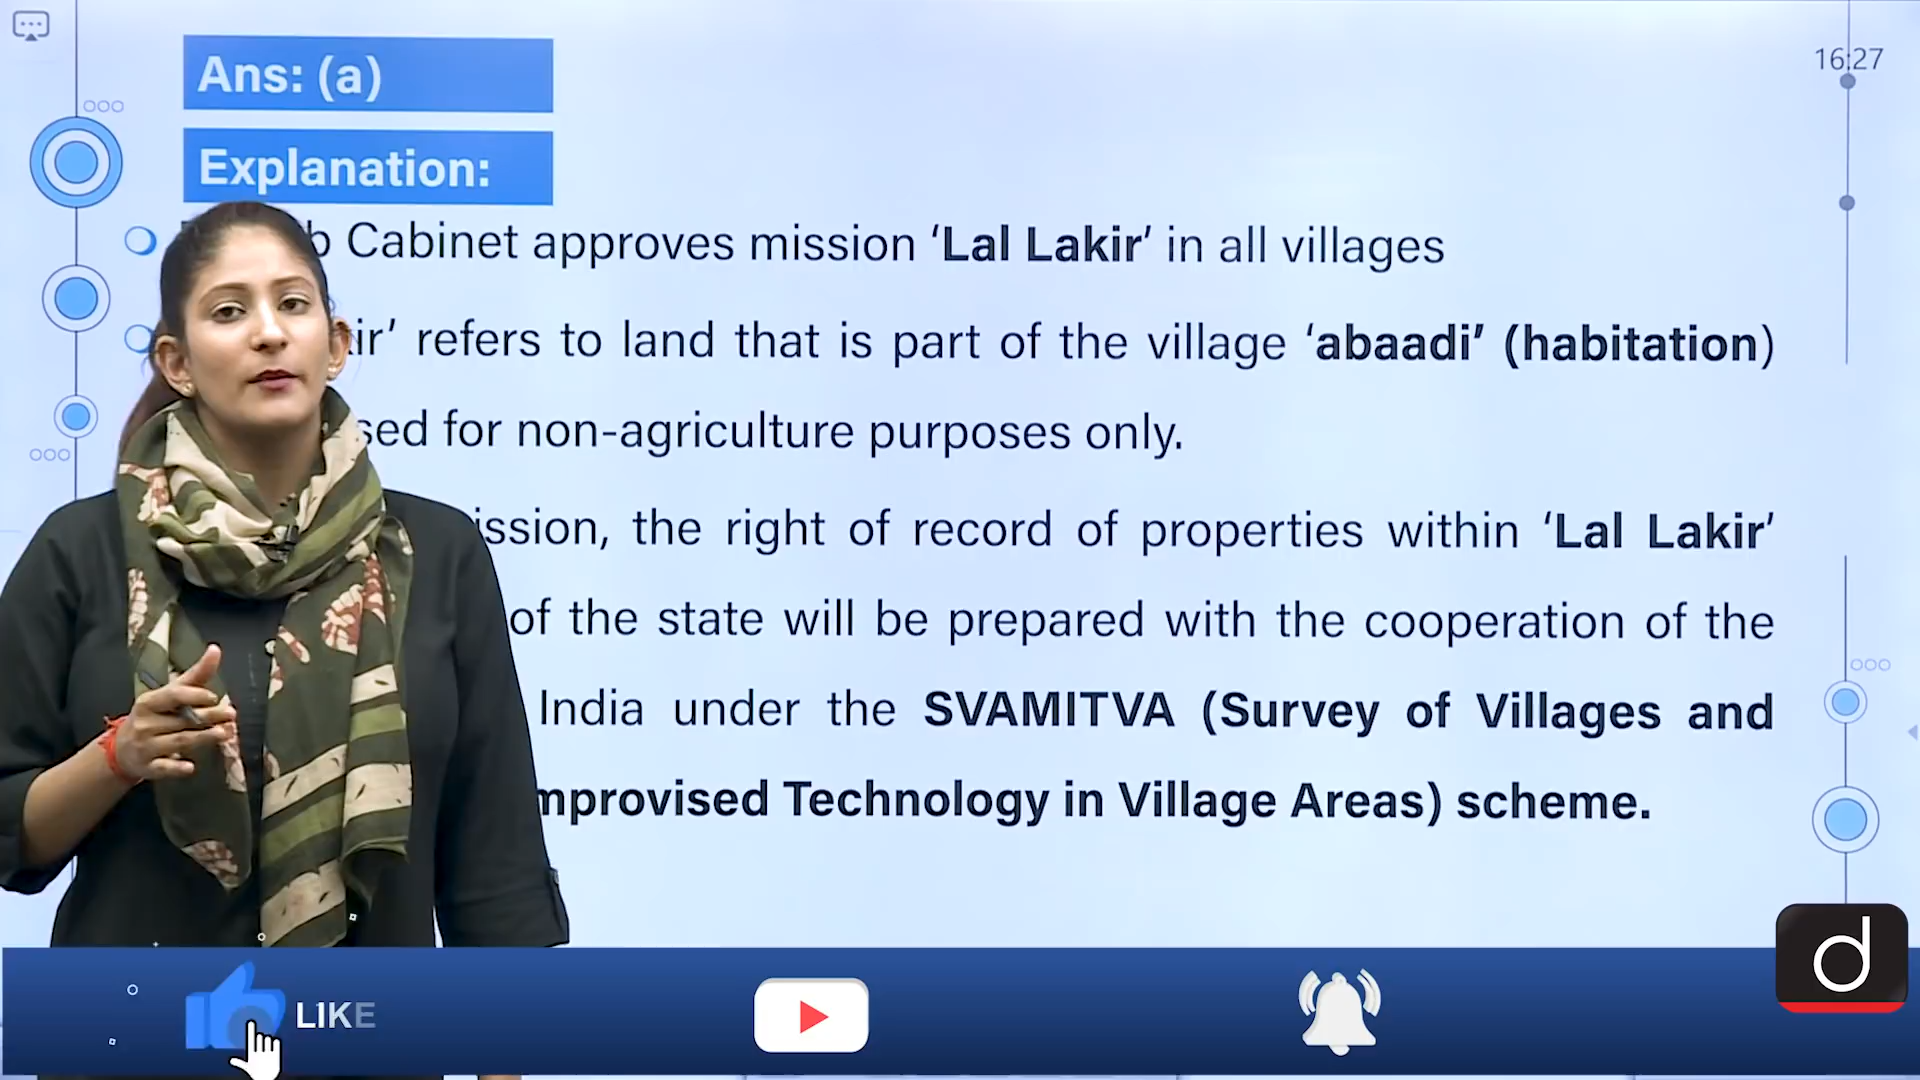 16:27
Ans: (a)
Explanation:
Cabinet approves mission ‘Lal Lakir’ in all villages
refers to land that is part of the village ‘abaadi’ (habitation)
for non-agriculture purposes only.
the right of record of properties within ‘Lal Lakir’
of the state will be prepared with the cooperation of the
India under the SVAMITVA (Survey of Villages and
Technology in Village Areas) scheme.
LIKE
d